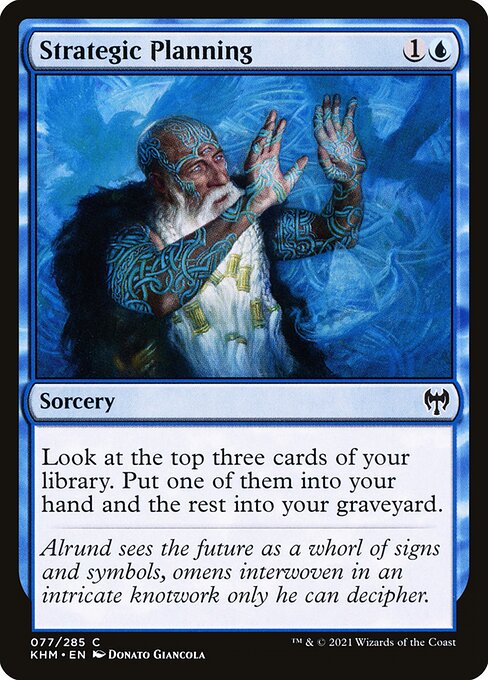 Strategic Planning 1
Sorcery
Look at the top three cards of your
library. Put one of them into your
hand and the rest into your graveyard.
Alrund sees the future as a whorl of signs
and symbols, omens interwoven in an
intricate knotwork only he can decipher.
077/285 C
KHM • EN Donato Giancola
™ & © 2021 Wizards of the Coast